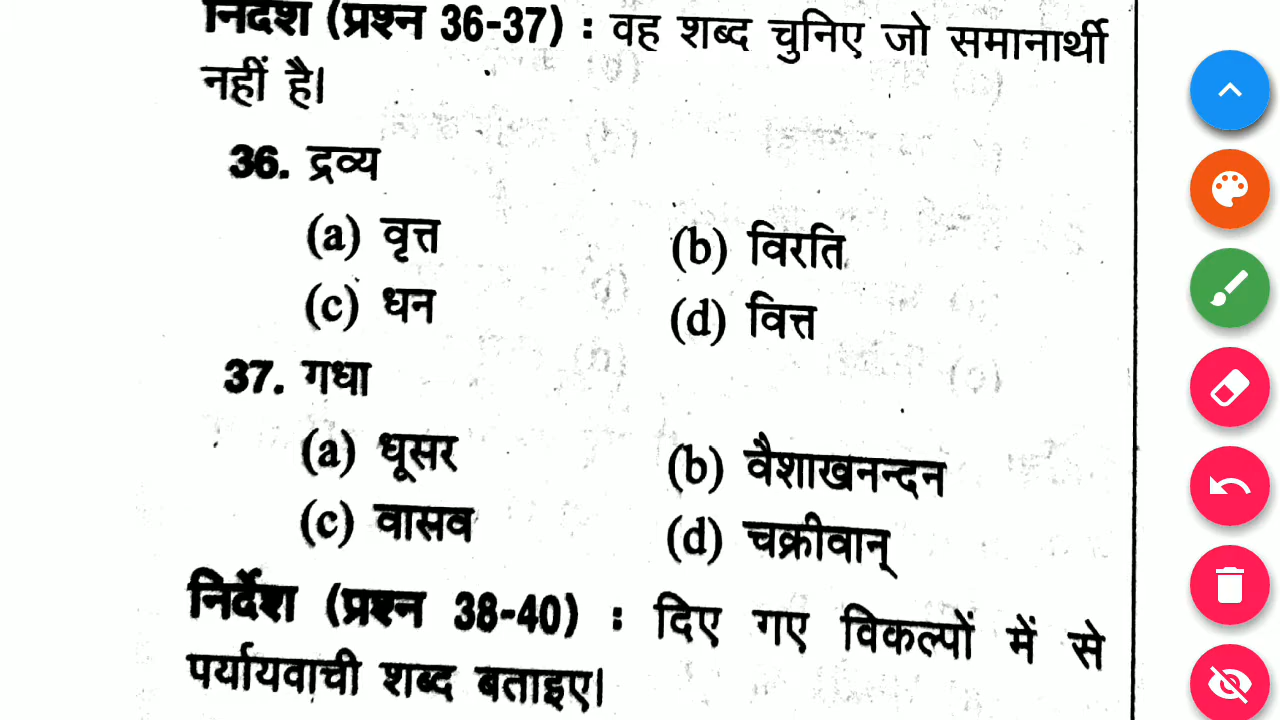 निर्देश (प्रश्न 36-37) : वह शब्द चुनिए जो समानार्थी
नहीं है।
36. द्रव्य
(a) वृत्त (b) विरति
(c) धन (d) वित्त
37. गधा
(a) धूसर (b) वैशाखनन्दन
(c) वासव (d) चक्रीवान्
निर्देश (प्रश्न 38-40) : दिए गए विकल्पों में से
पर्यायवाची शब्द बताइए।